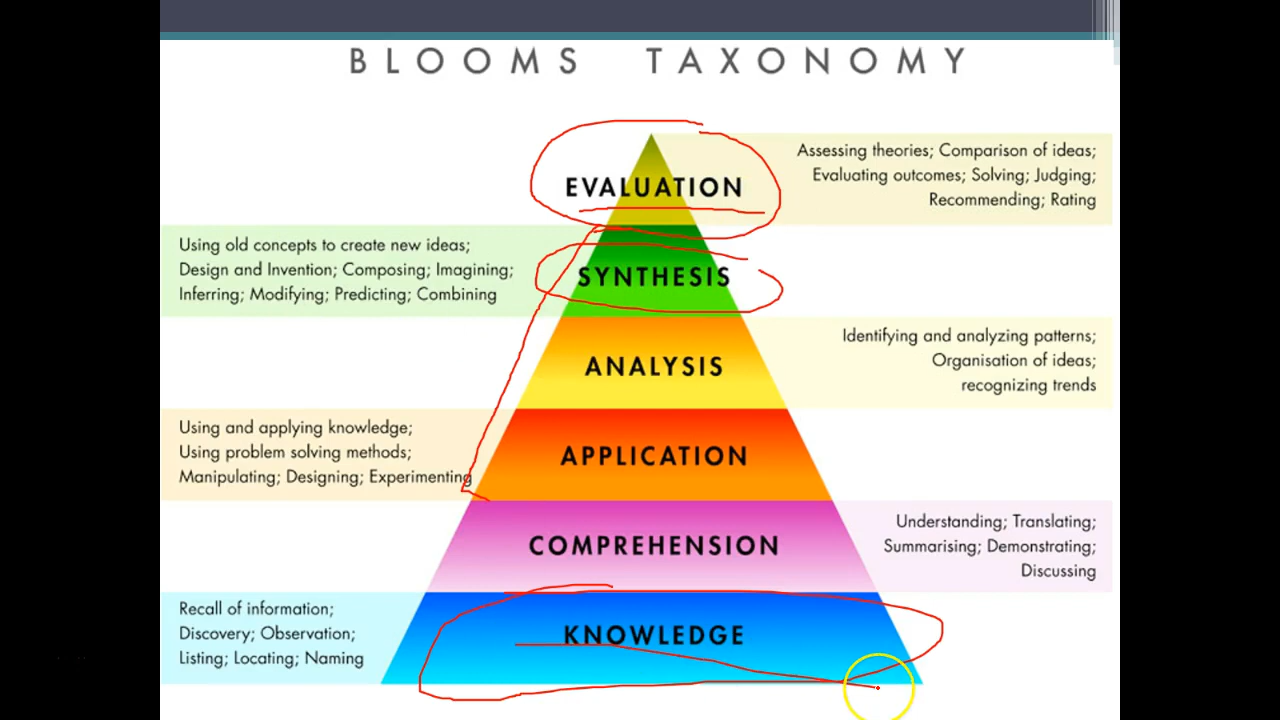 BLOOMS TAXONOMY
EVALUATION
Assessing theories; Comparison of ideas;
Evaluating outcomes; Solving; Judging;
Recommending; Rating
Using old concepts to create new ideas;
Design and Invention; Composing; Imagining;
Inferring; Modifying; Predicting; Combining
SYNTHESIS
ANALYSIS
Identifying and analyzing patterns;
Organisation of ideas;
recognizing trends
Using and applying knowledge;
Using problem solving methods;
Manipulating; Designing; Experimenting
APPLICATION
COMPREHENSION
Understanding; Translating;
Summarising; Demonstrating;
Discussing
Recall of information;
Discovery; Observation;
Listing; Locating; Naming
KNOWLEDGE